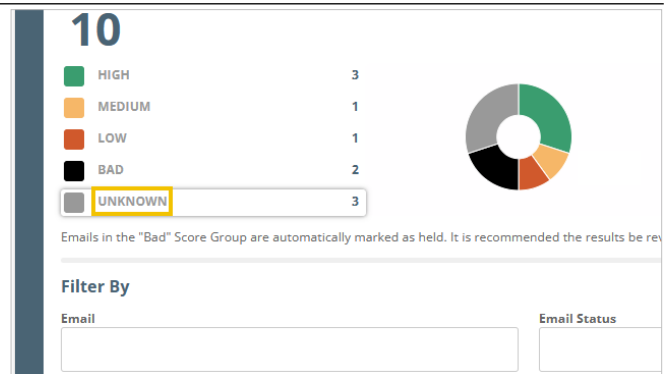 10
HIGH 3
MEDIUM 1
LOW 1
BAD 2
UNKNOWN 3
Emails in the "Bad" Score Group are automatically marked as held. It is recommended the results be
Filter By
Email Email Status